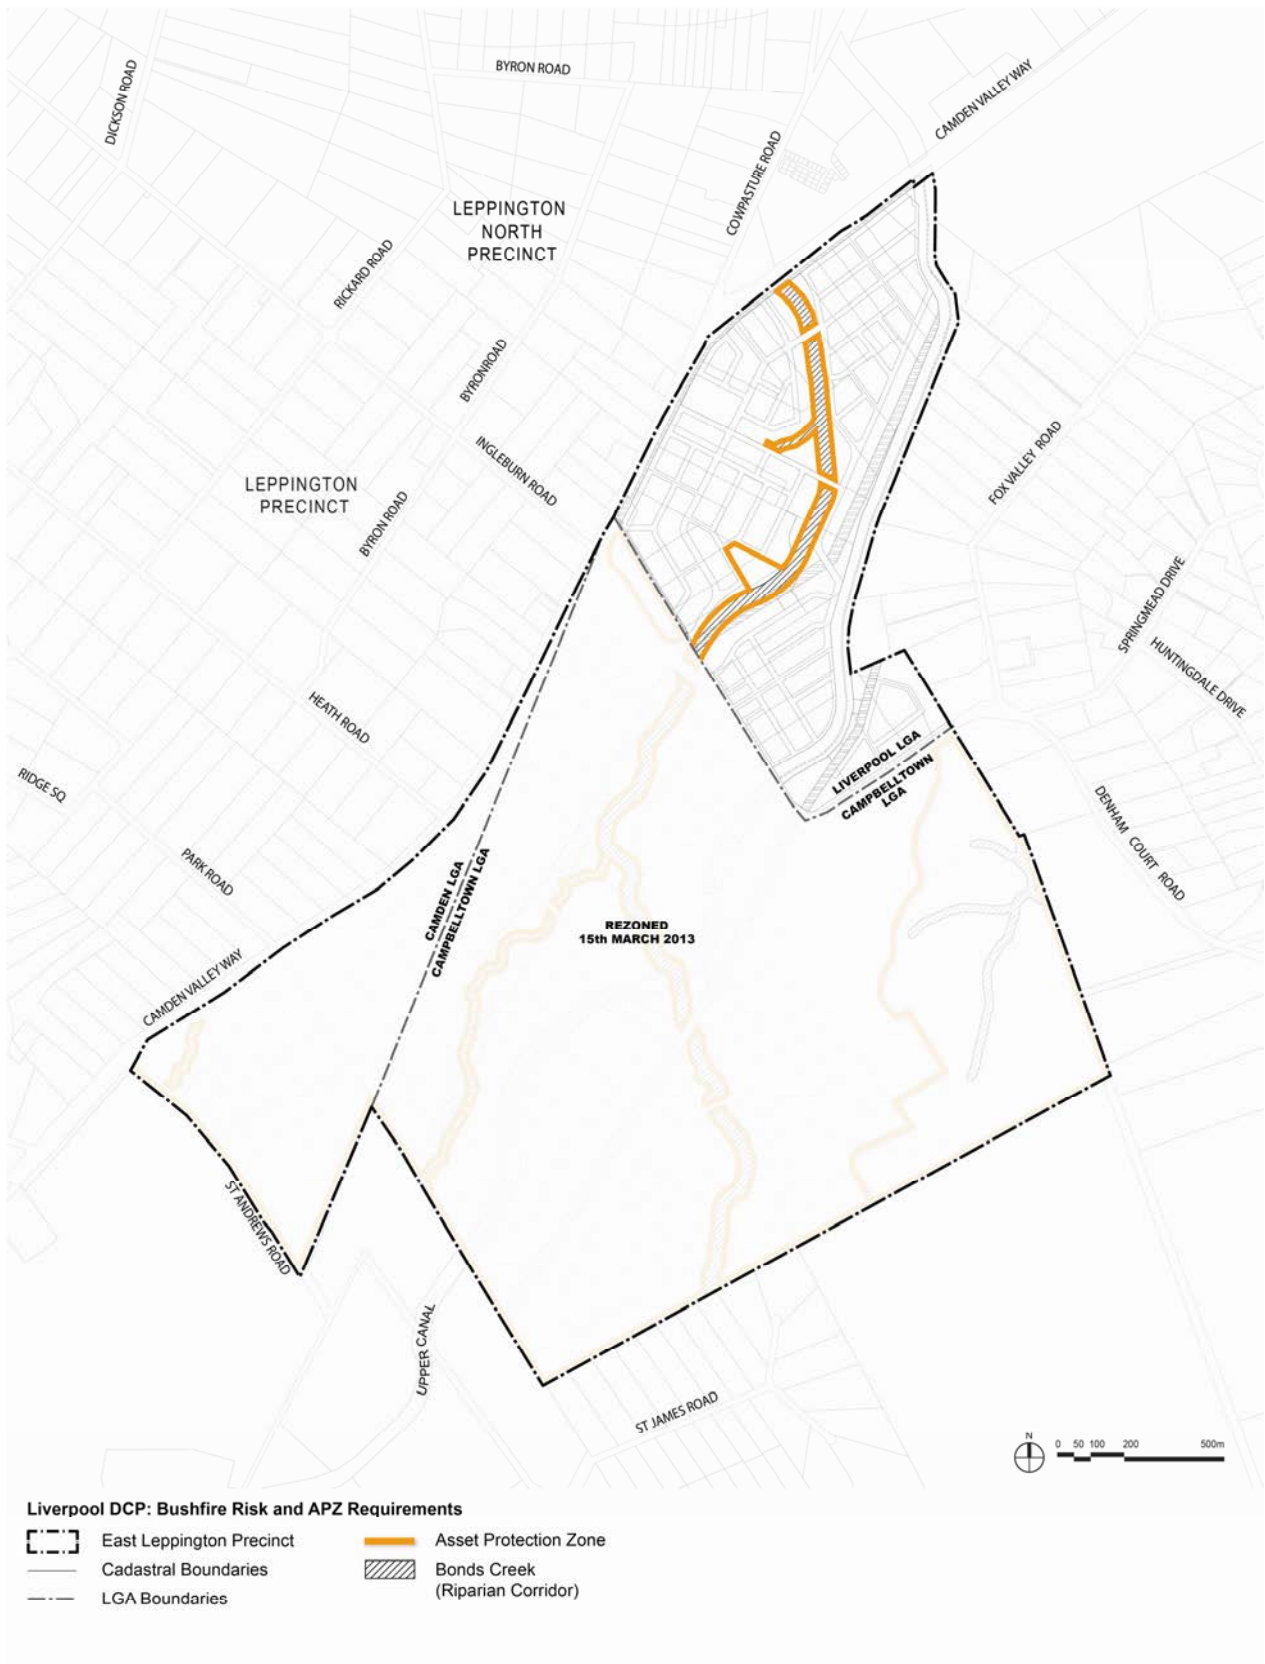 BYRON ROAD
DICKSON ROAD
CAMDEN VALLEY WAY
COWPASTURE ROAD
LEPPINGTON
NORTH
PRECINCT
RICKARD ROAD
BYRONROAD
INGLEBURN ROAD
FOX VALLEY ROAD
LEPPINGTON
PRECINCT
BYRON ROAD
SPRINGMEAD DRIVE
HUNTINGDALE DRIVE
HEATH ROAD
LIVERPOOL LGA
CAMPBELLTOWN
LGA
RIDGE SQ
DENHAM COURT ROAD
PARK ROAD
CAMDEN LGA
CAMPBELLTOWN LGA
REZONED
15th MARCH 2013
CAMDEN VALLEY WAY
ST ANDREWS ROAD
UPPER CANAL
ST JAMES ROAD
N
0 50 100 200 500m
Liverpool DCP: Bushfire Risk and APZ Requirements
East Leppington Precinct
Cadastral Boundaries
LGA Boundaries
Asset Protection Zone
Bonds Creek
(Riparian Corridor)